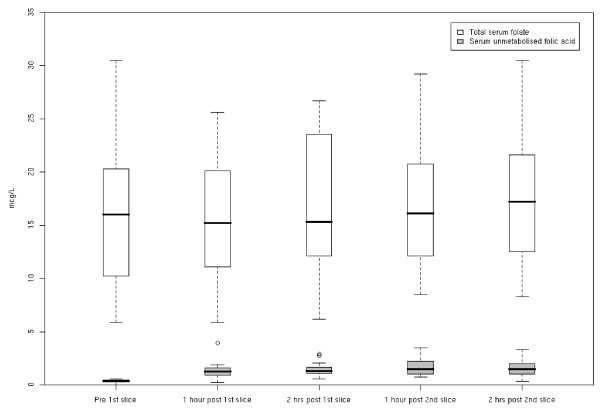 35
30
25
20
15
10
5
0
mcg/L
Total serum folate
Serum unmetabolised folic acid
Pre 1st slice
1 hour post 1st slice
2 hrs post 1st slice
1 hour post 2nd slice
2 hrs post 2nd slice